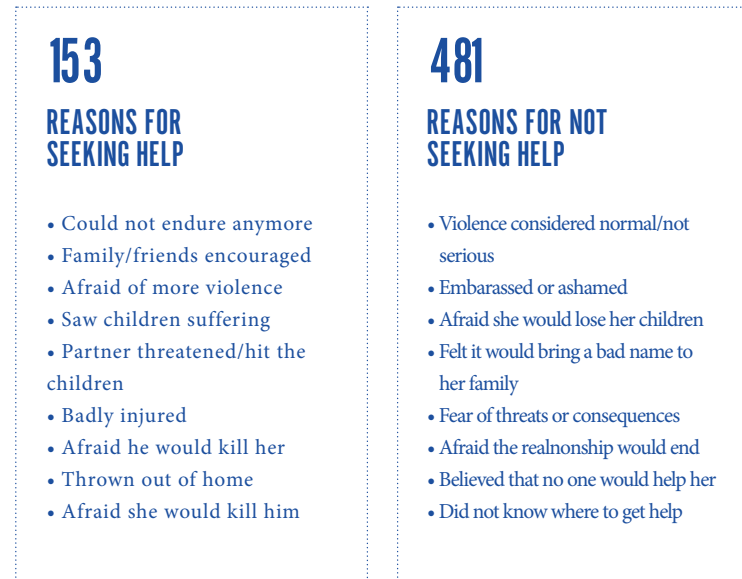 153
REASONS FOR
SEEKING HELP
• Could not endure anymore
• Family/friends encouraged
• Afraid of more violence
• Saw children suffering
• Partner threatened/hit the
children
• Badly injured
• Afraid he would kill her
• Thrown out of home
• Afraid she would kill him
481
REASONS FOR NOT
SEEKING HELP
• Violence considered normal/not
serious
• Embarassed or ashamed
• Afraid she would lose her children
• Felt it would bring a bad name to
her family
• Fear of threats or consequences
• Afraid the realnonship would end
• Believed that no one would help her
• Did not know where to get help